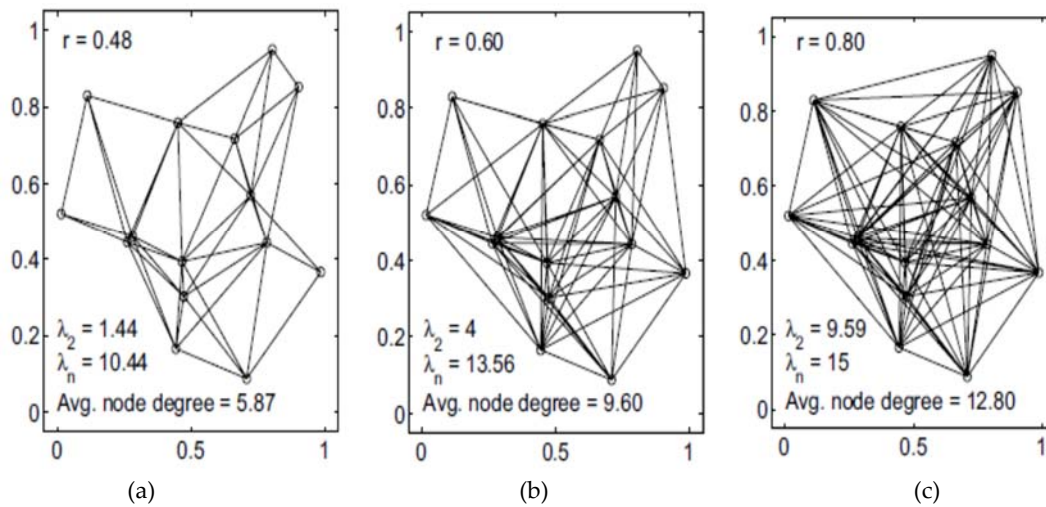 r = 0.48
1
0.8
0.6
0.4
0.2
0
λ2 = 1.44
λn = 10.44
Avg. node degree = 5.87
0 0.5 1
(a)
r = 0.60
1
0.8
0.6
0.4
0.2
0
λ2 = 4
λn = 13.56
Avg. node degree = 9.60
0 0.5 1
(b)
r = 0.80
1
0.8
0.6
0.4
0.2
0
λ2 = 9.59
λn = 15
Avg. node degree = 12.80
0 0.5 1
(c)